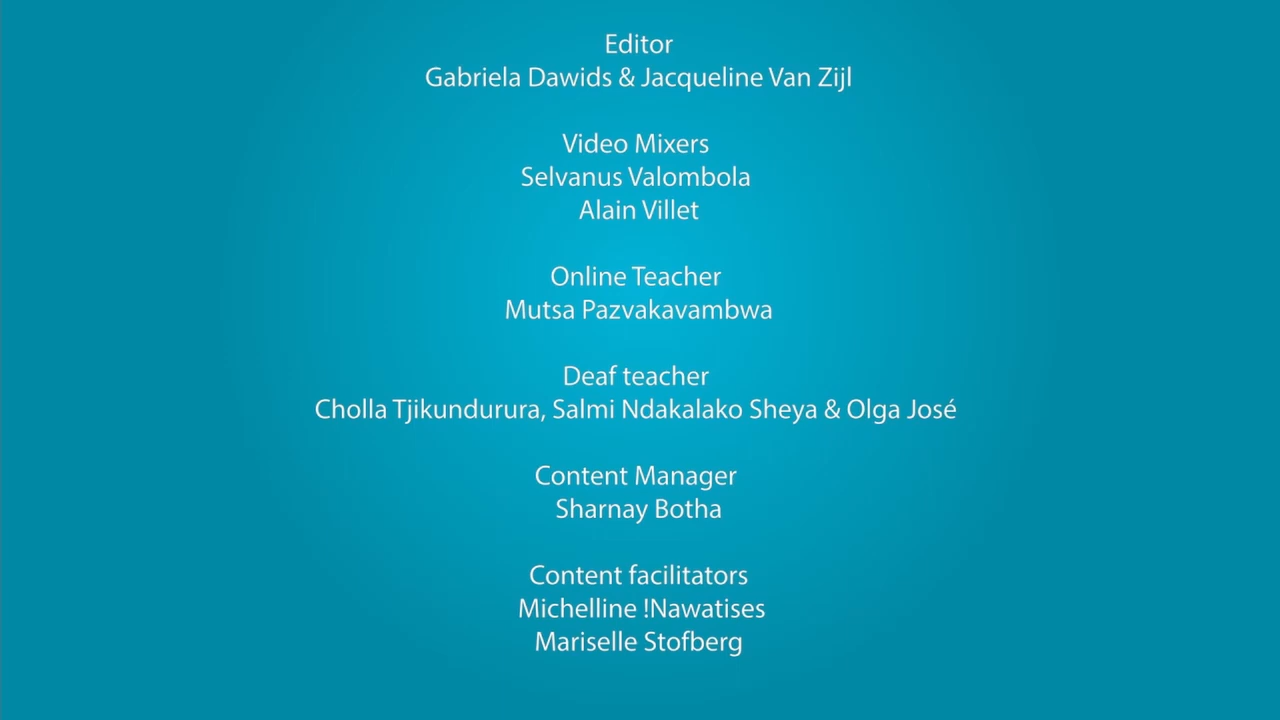 Editor
Gabriela Dawids & Jacqueline Van Zijl
Video Mixers
Selvanus Valombola
Alain Villet
Online Teacher
Mutsa Pazvakavambwa
Deaf teacher
Cholla Tjikundurura, Salmi Ndakalako Sheya & Olga José
Content Manager
Sharnay Botha
Content facilitators
Michelline !Nawatises
Mariselle Stofberg